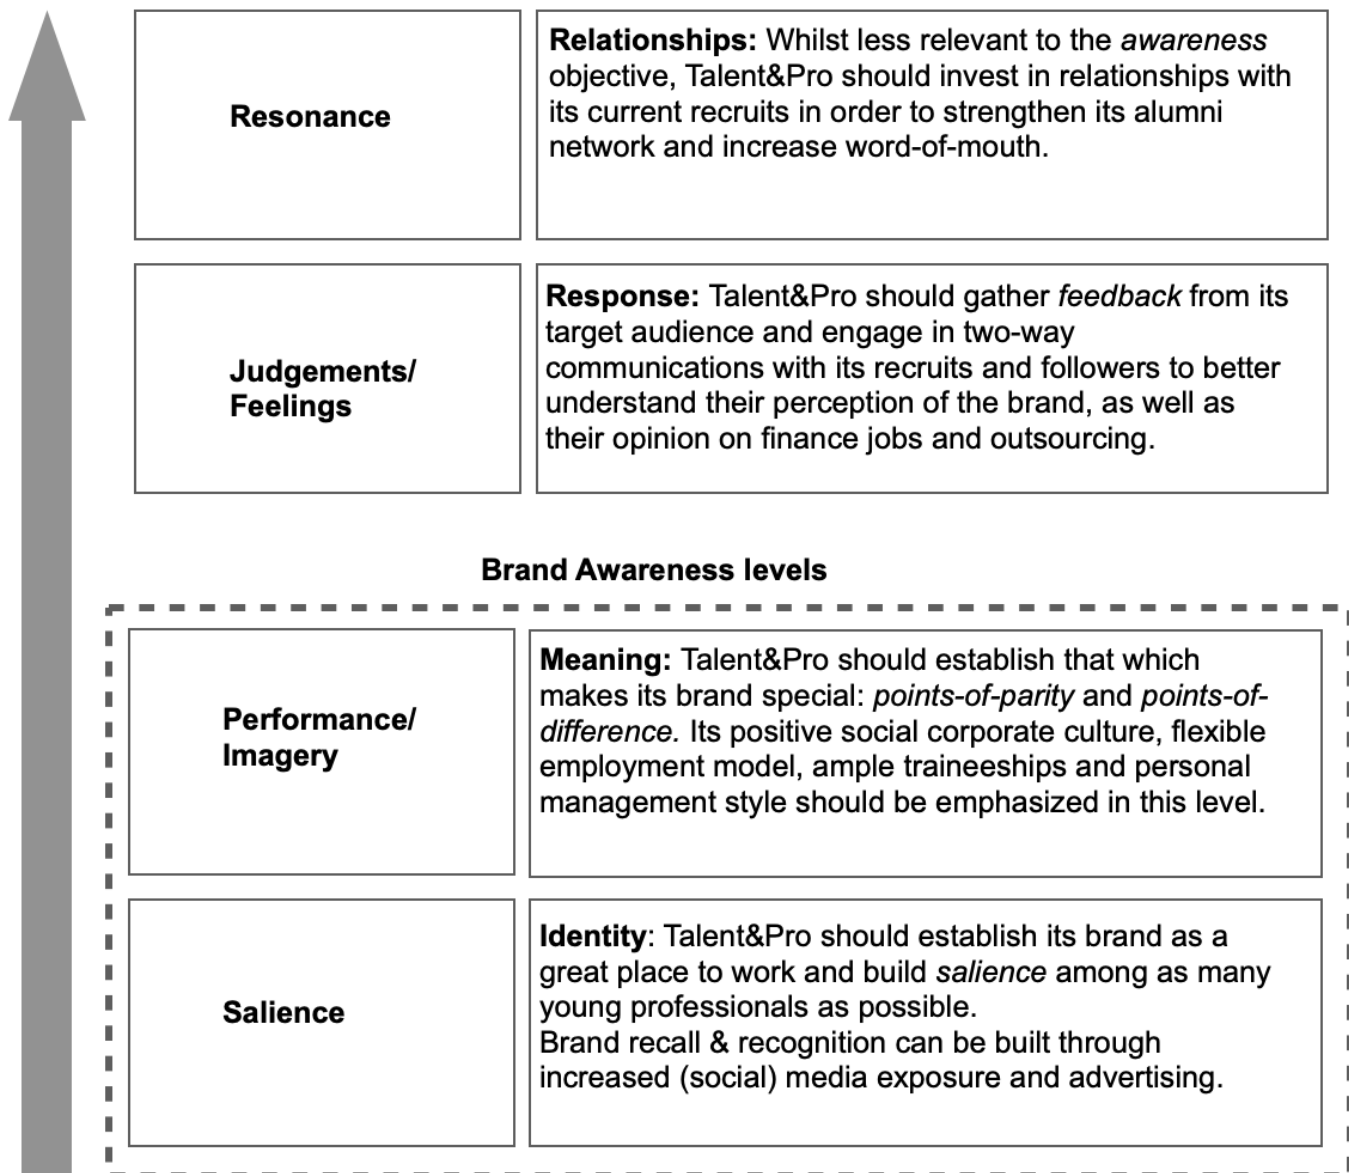 Resonance
Relationships: Whilst less relevant to the awareness
objective, Talent&Pro should invest in relationships with
its current recruits in order to strengthen its alumni
network and increase word-of-mouth.
Judgements/
Feelings
Response: Talent&Pro should gather feedback from its
target audience and engage in two-way
communications with its recruits and followers to better
understand their perception of the brand, as well as
their opinion on finance jobs and outsourcing.
Brand Awareness levels
Performance/
Imagery
Meaning: Talent&Pro should establish that which
makes its brand special: points-of-parity and points-of-
difference. Its positive social corporate culture, flexible
employment model, ample traineeships and personal
management style should be emphasized in this level.
Salience
Identity: Talent&Pro should establish its brand as a
great place to work and build salience among as many
young professionals as possible.
Brand recall & recognition can be built through
increased (social) media exposure and advertising.